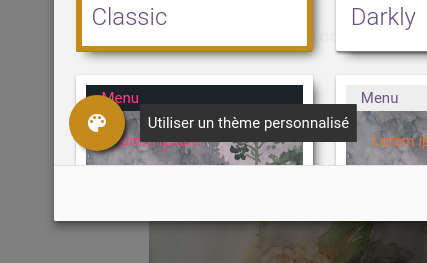 Classic
Darkly
Menu
Menu
Utiliser un thème personnalisé